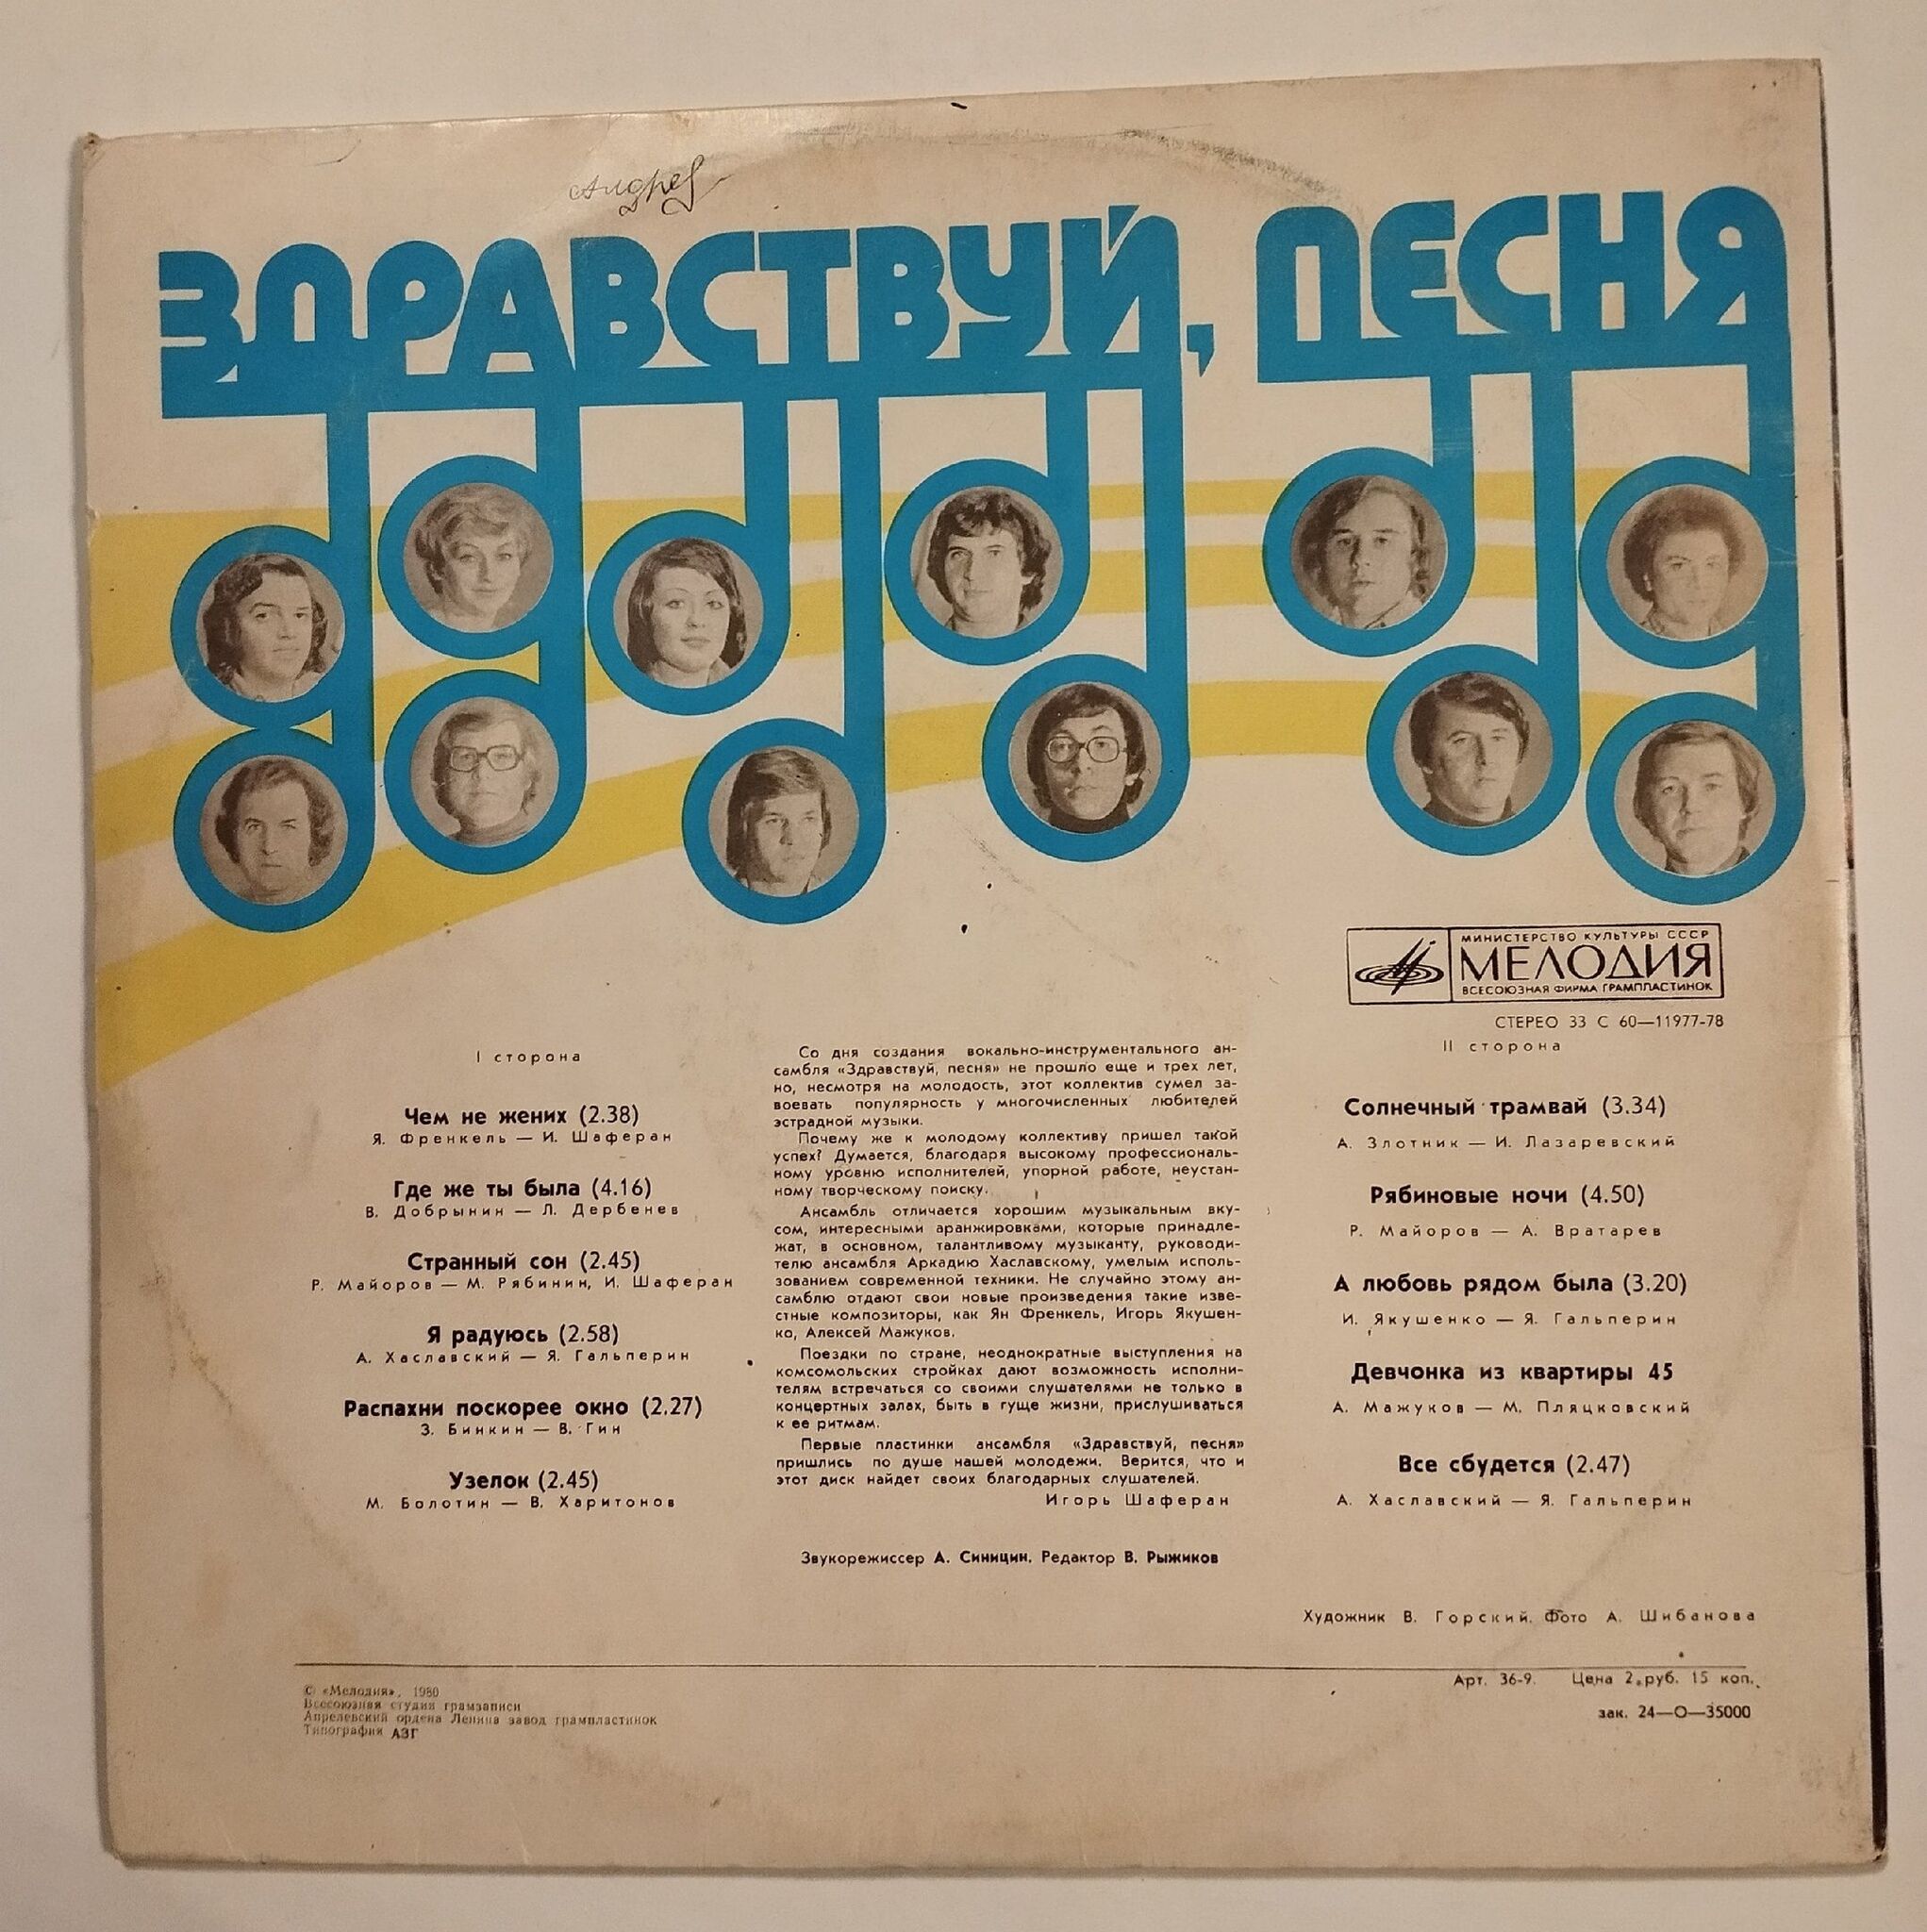 Андрей
ЗДРАВСТВУЙ, ПЕСНЯ
МИНИСТЕРСТВО КУЛЬТУРЫ СССР
МЕЛОДИЯ
ВСЕСОЮЗНАЯ ФИРМА ГРАМПЛАСТИНОК
СТЕРЕО 33 С 60—11977-78
I сторона
Чем не жених (2.38)
Я. Френкель — И. Шаферан
Где же ты была (4.16)
В. Добрынин — Л. Дербенев
Странный сон (2.45)
Р. Майоров — М. Рябинин, И. Шаферан
Я радуюсь (2.58)
А. Хаславский — Я. Гальперин
Распахни поскорее окно (2.27)
З. Бинкин — В. Гин
Узелок (2.45)
М. Болотин — В. Харитонов
Со дня создания вокально-инструментального ан-
самбля «Здравствуй, песня» не прошло еще и трех лет,
но, несмотря на молодость, этот коллектив сумел за-
воевать популярность у многочисленных любителей
эстрадной музыки.
Почему же к молодому коллективу пришел такой
успех? Думается, благодаря высокому профессиональ-
ному уровню исполнителей, упорной работе, неустан-
ному творческому поиску.
Ансамбль отличается хорошим музыкальным вку-
сом, интересными аранжировками, которые принадле-
жат, в основном, талантливому музыканту, руководи-
телю ансамбля Аркадию Хаславскому, умелым исполь-
зованием современной техники. Не случайно этому ан-
самблю отдают свои новые произведения такие изве-
стные композиторы, как Ян Френкель, Игорь Якушен-
ко, Алексей Мажуков.
Поездки по стране, неоднократные выступления на
комсомольских стройках дают возможность исполни-
телям встречаться со своими слушателями не только в
концертных залах, быть в гуще жизни, прислушиваться
к ее ритмам.
Первые пластинки ансамбля «Здравствуй, песня»
пришлись по душе нашей молодежи. Верится, что и
этот диск найдет своих благодарных слушателей.
Игорь Шаферан
Звукорежиссер А. Синицин. Редактор В. Рыжиков
II сторона
Солнечный трамвай (3.34)
А. Злотник — И. Лазаревский
Рябиновые ночи (4.50)
Р. Майоров — А. Вратарев
А любовь рядом была (3.20)
И. Якушенко — Я. Гальперин
Девчонка из квартиры 45
А. Мажуков — М. Пляцковский
Все сбудется (2.47)
А. Хаславский — Я. Гальперин
Художник В. Горский. Фото А. Шибанова
© «Мелодия», 1980
Всесоюзная студия грамзаписи
Апрелевский ордена Ленина завод грампластинок
Типография АЗГ
Арт. 36-9. Цена 2 руб. 15 коп.
зак. 24—О—35000